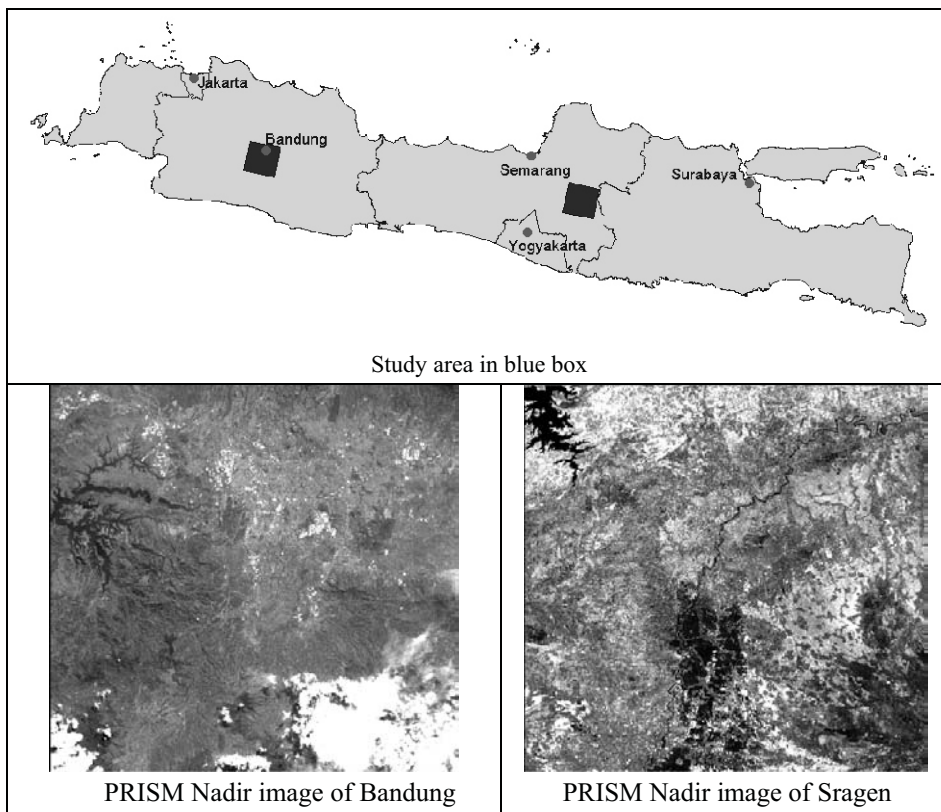 Jakarta
Bandung
Semarang
Surabaya
Yogyakarta
Study area in blue box
PRISM Nadir image of Bandung
PRISM Nadir image of Sragen